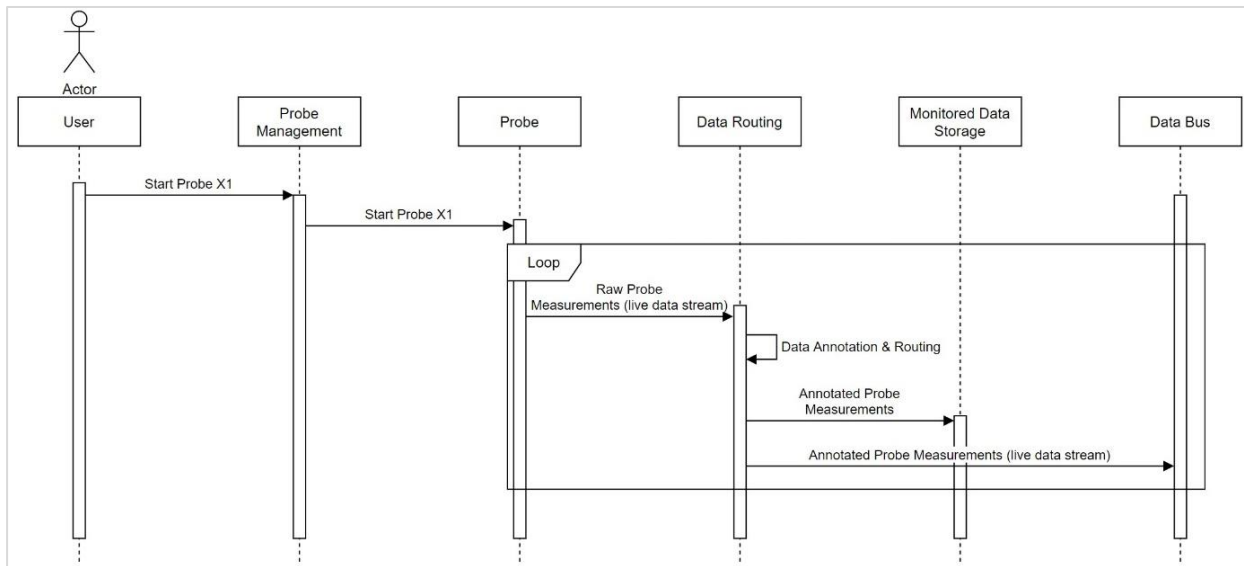 Actor
User
Probe
Management
Probe
Data Routing
Monitored Data
Storage
Data Bus
Start Probe X1
Start Probe X1
Loop
Raw Probe
Measurements (live data stream)
Data Annotation & Routing
Annotated Probe
Measurements
Annotated Probe Measurements (live data stream)